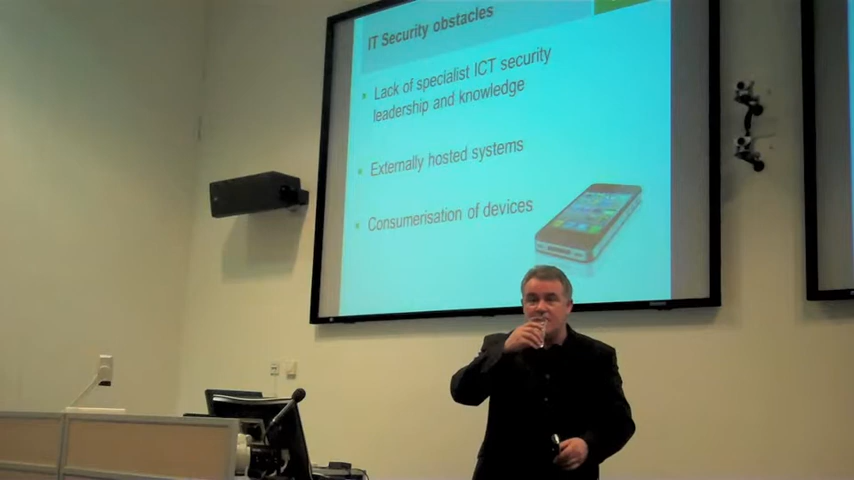 IT Security obstacles
Lack of specialist ICT security
leadership and knowledge
Externally hosted systems
Consumerisation of devices